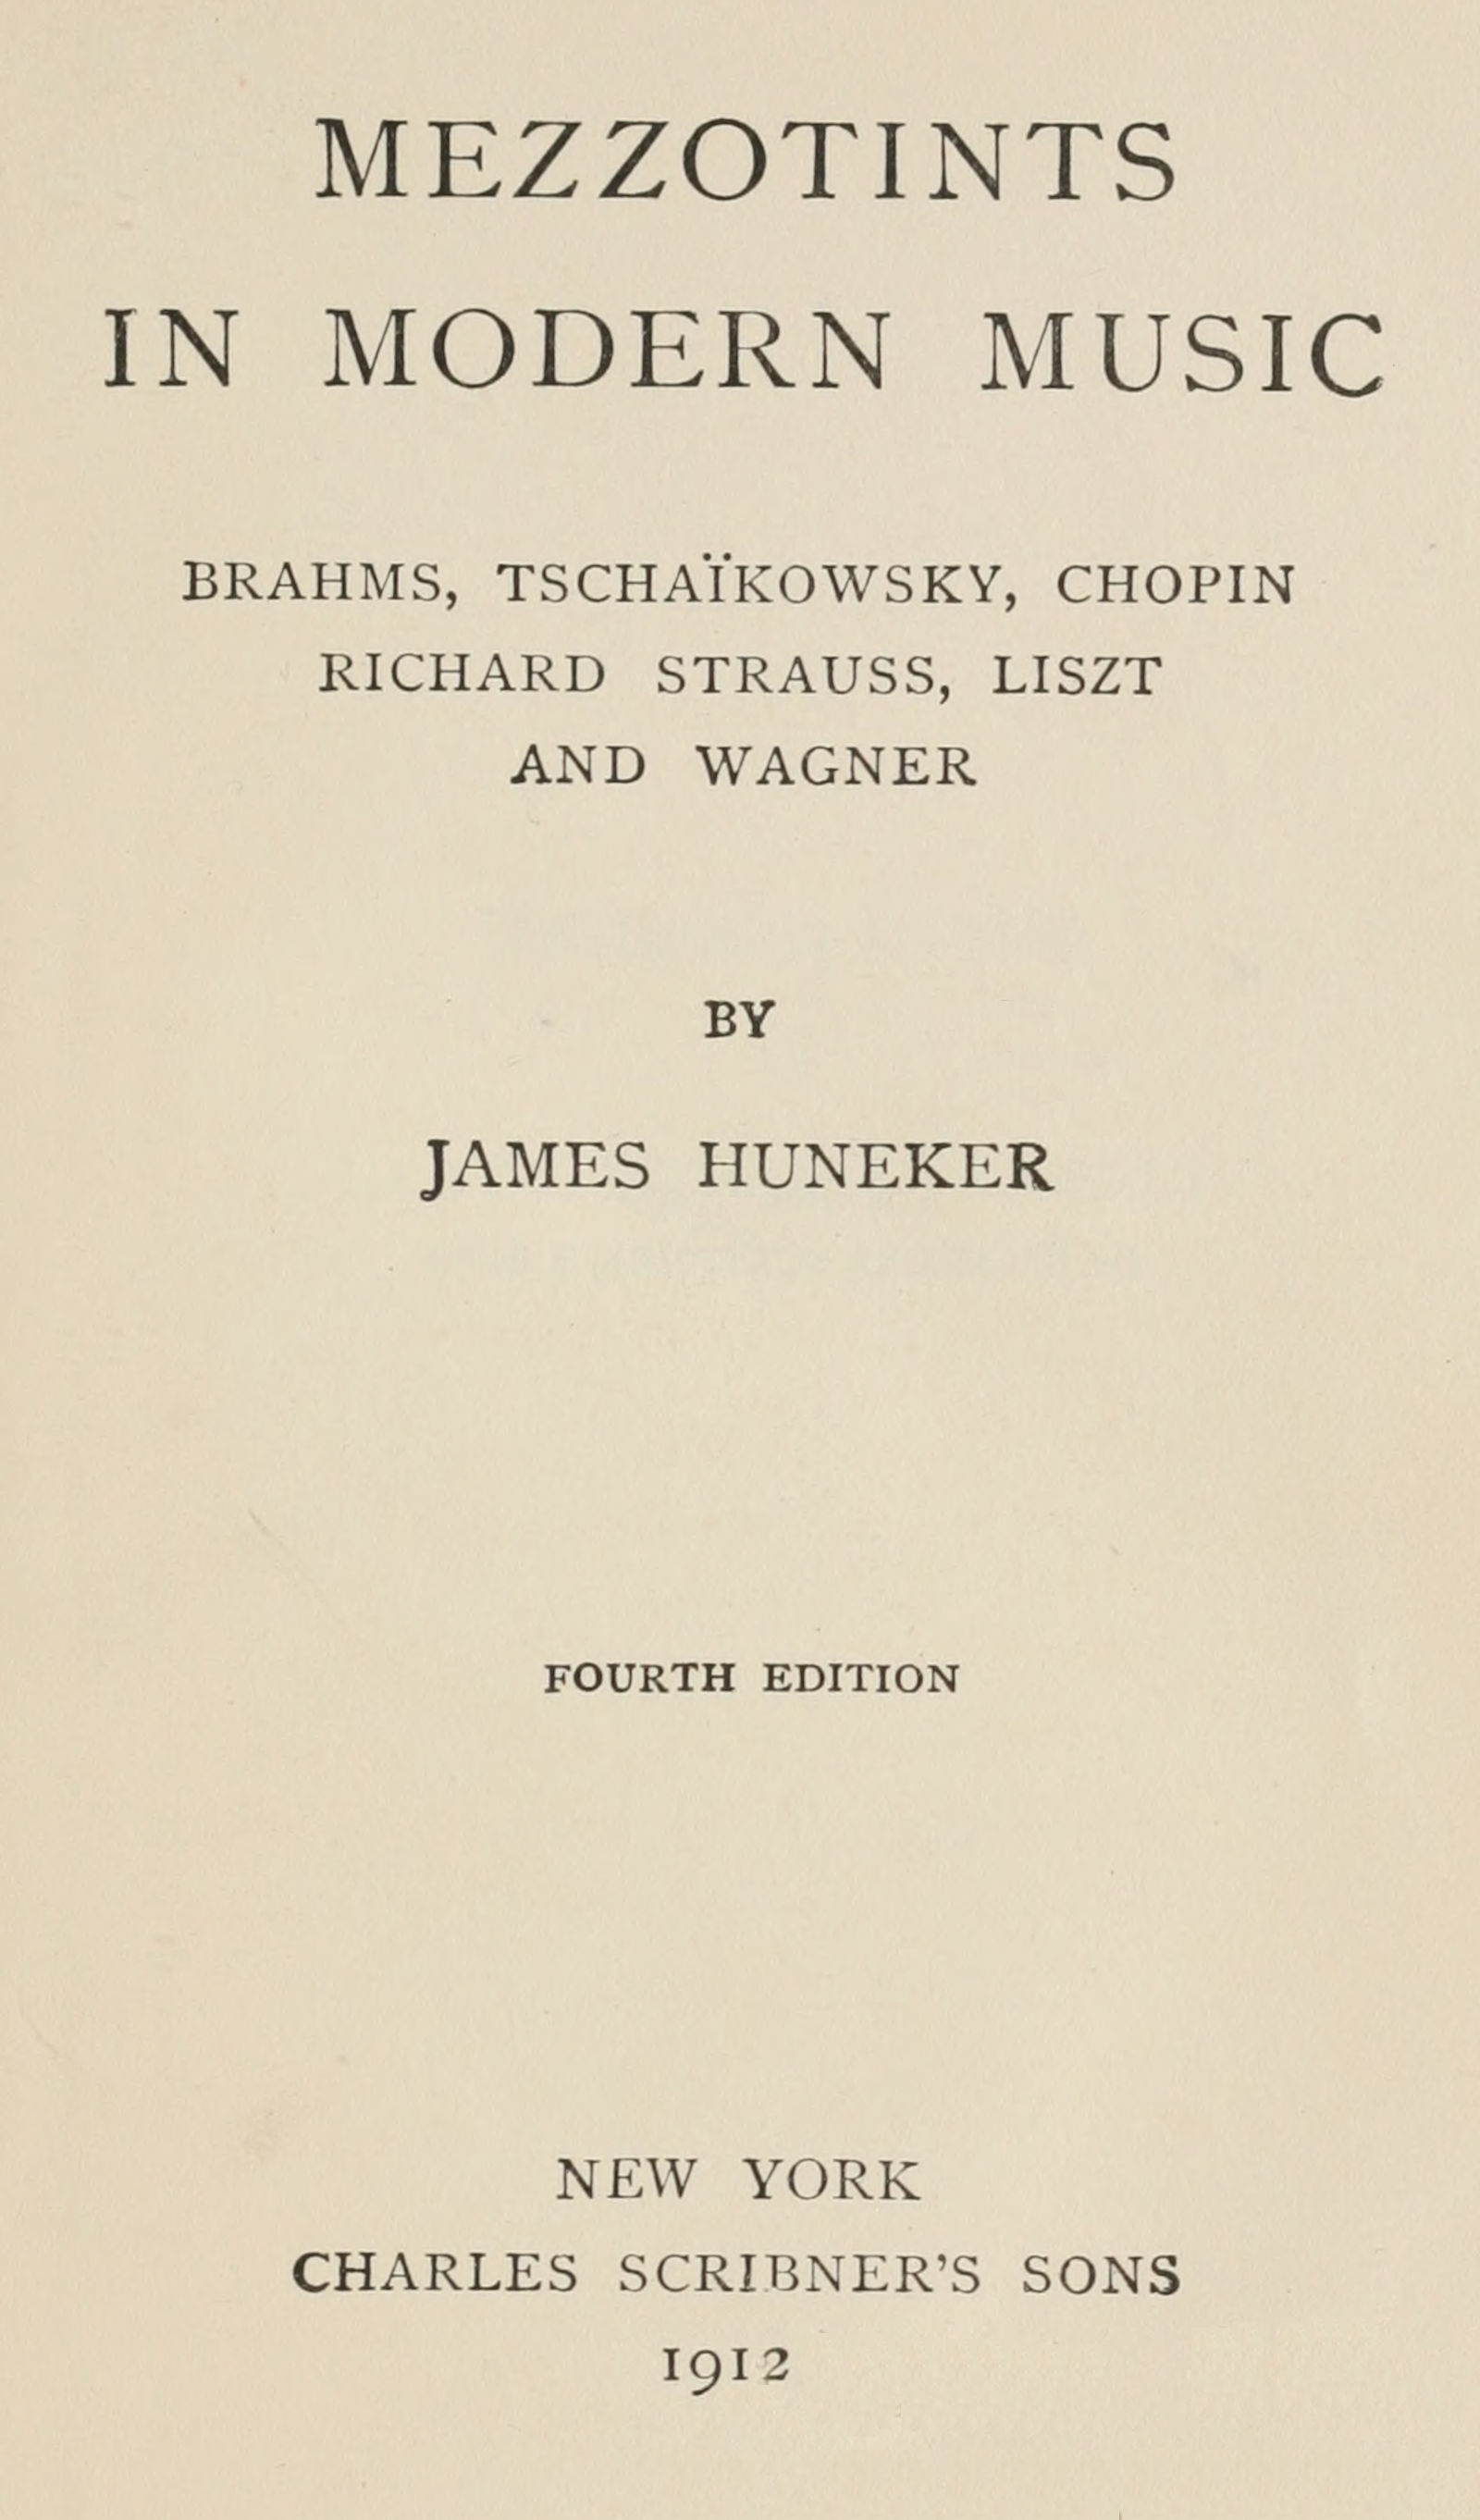 MEZZOTINTS
IN MODERN MUSIC
BRAHMS, TSCHAÏKOWSKY, CHOPIN
RICHARD STRAUSS, LISZT
AND WAGNER
BY
JAMES HUNEKER
FOURTH EDITION
NEW YORK
CHARLES SCRIBNER'S SONS
1912